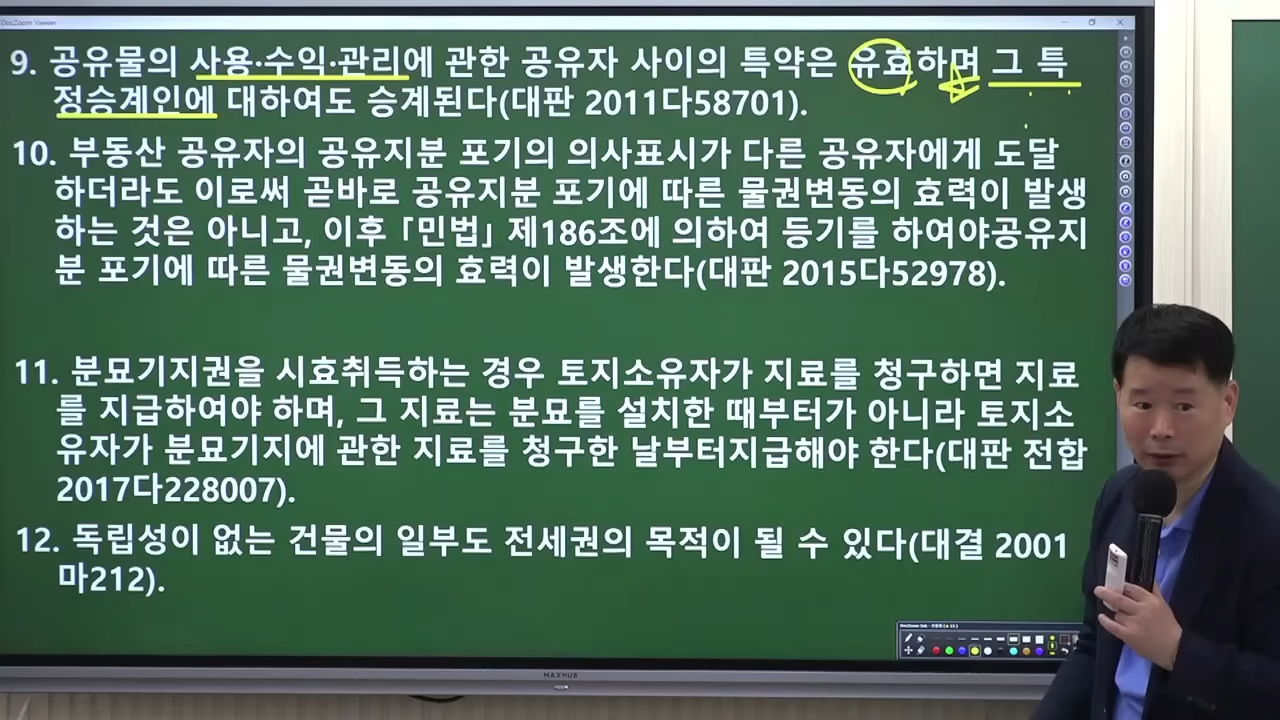 DocZoom Viewer
9. 공유물의 사용·수익·관리에 관한 공유자 사이의 특약은 유효하며 그 특
정승계인에 대하여도 승계된다(대판 2011다58701).
10. 부동산 공유자의 공유지분 포기의 의사표시가 다른 공유자에게 도달
하더라도 이로써 곧바로 공유지분 포기에 따른 물권변동의 효력이 발생
하는 것은 아니고, 이후 「민법」 제186조에 의하여 등기를 하여야공유지
분 포기에 따른 물권변동의 효력이 발생한다(대판 2015다52978).
11. 분묘기지권을 시효취득하는 경우 토지소유자가 지료를 청구하면 지료
를 지급하여야 하며, 그 지료는 분묘를 설치한 때부터가 아니라 토지소
유자가 분묘기지에 관한 지료를 청구한 날부터지급해야 한다(대판 전합
2017다228007).
12. 독립성이 없는 건물의 일부도 전세권의 목적이 될 수 있다(대결 2001
마212).
MAXHUB